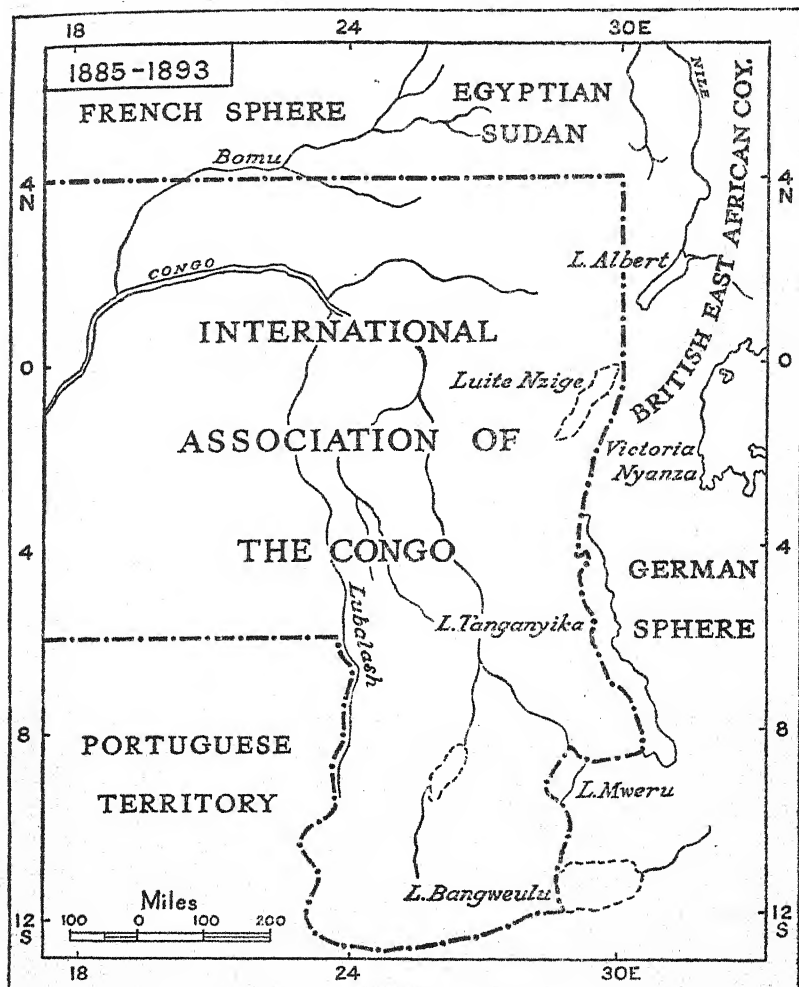 18 24 30E
1885-1893
FRENCH SPHERE
EGYPTIAN
SUDAN
NILE
BRITISH EAST AFRICAN COY.
Bomu
4
N
4
N
CONGO
L. Albert
INTERNATIONAL
0
0
Luite Nzige
ASSOCIATION OF
Victoria
Nyanza
THE CONGO
4
4
GERMAN
SPHERE
Lubalash
L. Tanganyika
PORTUGUESE
TERRITORY
8
8
L. Mweru
L. Bangweulu
Miles
100 0 100 200
12
S
12
S
18 24 30E